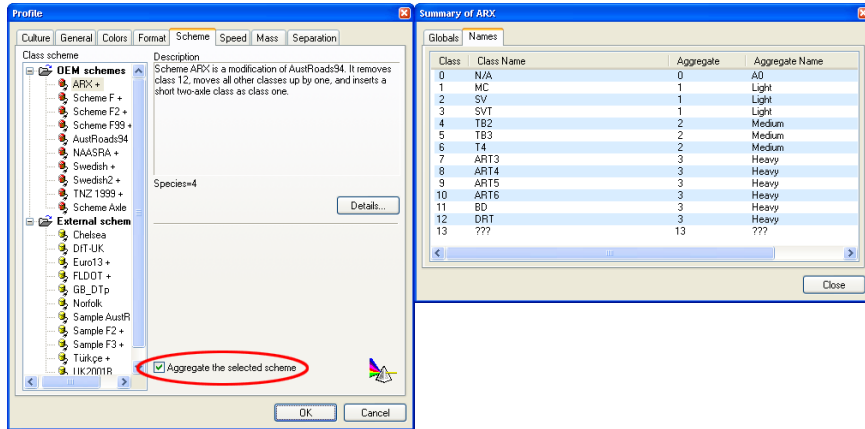 Profile
Culture General Colors Format Scheme Speed Mass Separation
Class scheme
OEM schemes
ARX +
Scheme F +
Scheme F2 +
Scheme F99 +
AustRoads94
NAASRA +
Swedish +
Swedish2 +
TNZ 1999 +
Scheme Axle
External schem
Chelsea
DfT-UK
Euro13 +
FLDOT +
GB_DTp
Norfolk
Sample AustR
Sample F2 +
Sample F3 +
Türkçe +
UK2001B
Description
Scheme ARX is a modification of AustRoads94. It removes
class 12, moves all other classes up by one, and inserts a
short two-axle class as class one.
Species=4
Details...
Aggregate the selected scheme
OK Cancel
Summary of ARX
Globals Names
Class Class Name Aggregate Aggregate Name
0 N/A 0 A0
1 MC 1 Light
2 SV 1 Light
3 SVT 1 Light
4 TB2 2 Medium
5 TB3 2 Medium
6 T4 2 Medium
7 ART3 3 Heavy
8 ART4 3 Heavy
9 ART5 3 Heavy
10 ART6 3 Heavy
11 BD 3 Heavy
12 DRT 3 Heavy
13 ??? 13 ???
Close